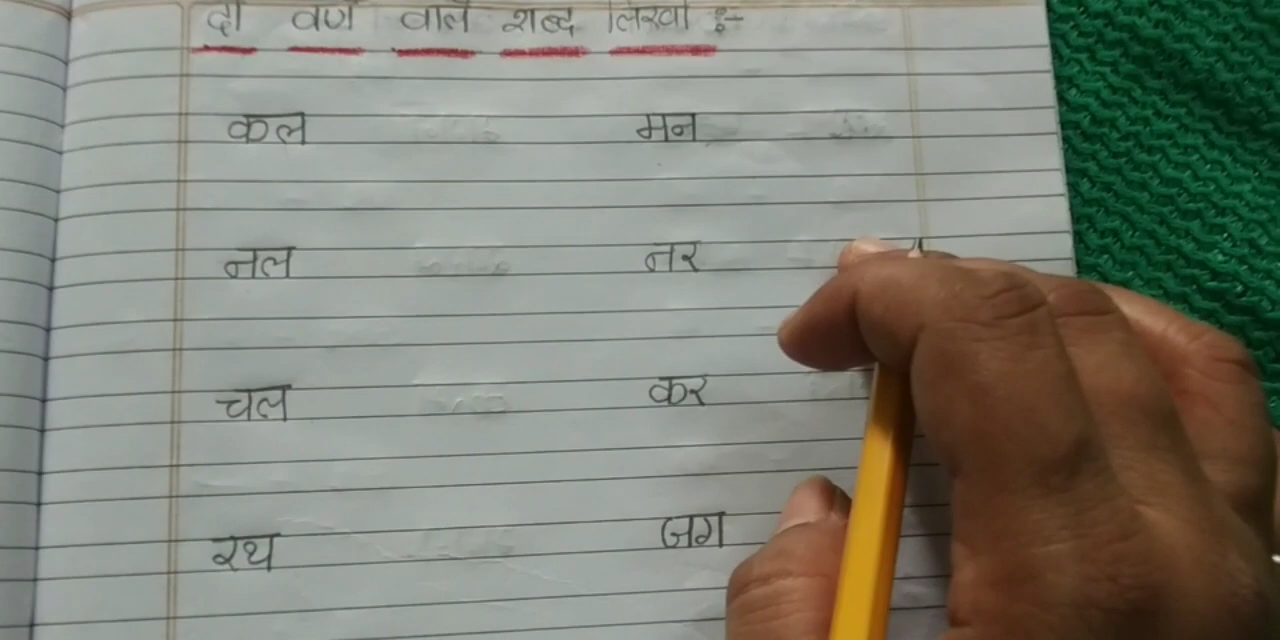 दो वर्ण वाले शब्द लिखो :-
कल मन
नल नर
चल कर
रथ जग